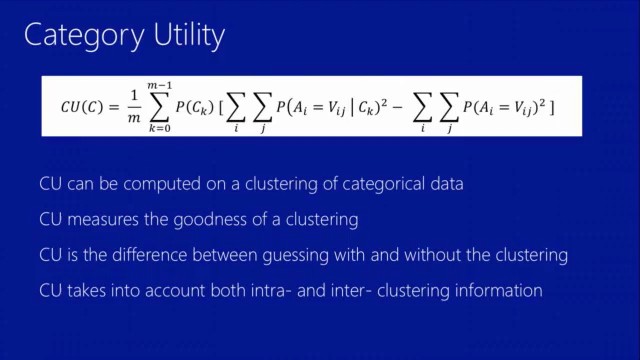 Category Utility
CU(C) = 1/m ∑_{k=0}^{m−1} P(C_k) [ ∑_i ∑_j P(A_i = V_ij | C_k)² − ∑_i ∑_j P(A_i = V_ij)² ]
CU can be computed on a clustering of categorical data
CU measures the goodness of a clustering
CU is the difference between guessing with and without the clustering
CU takes into account both intra- and inter- clustering information